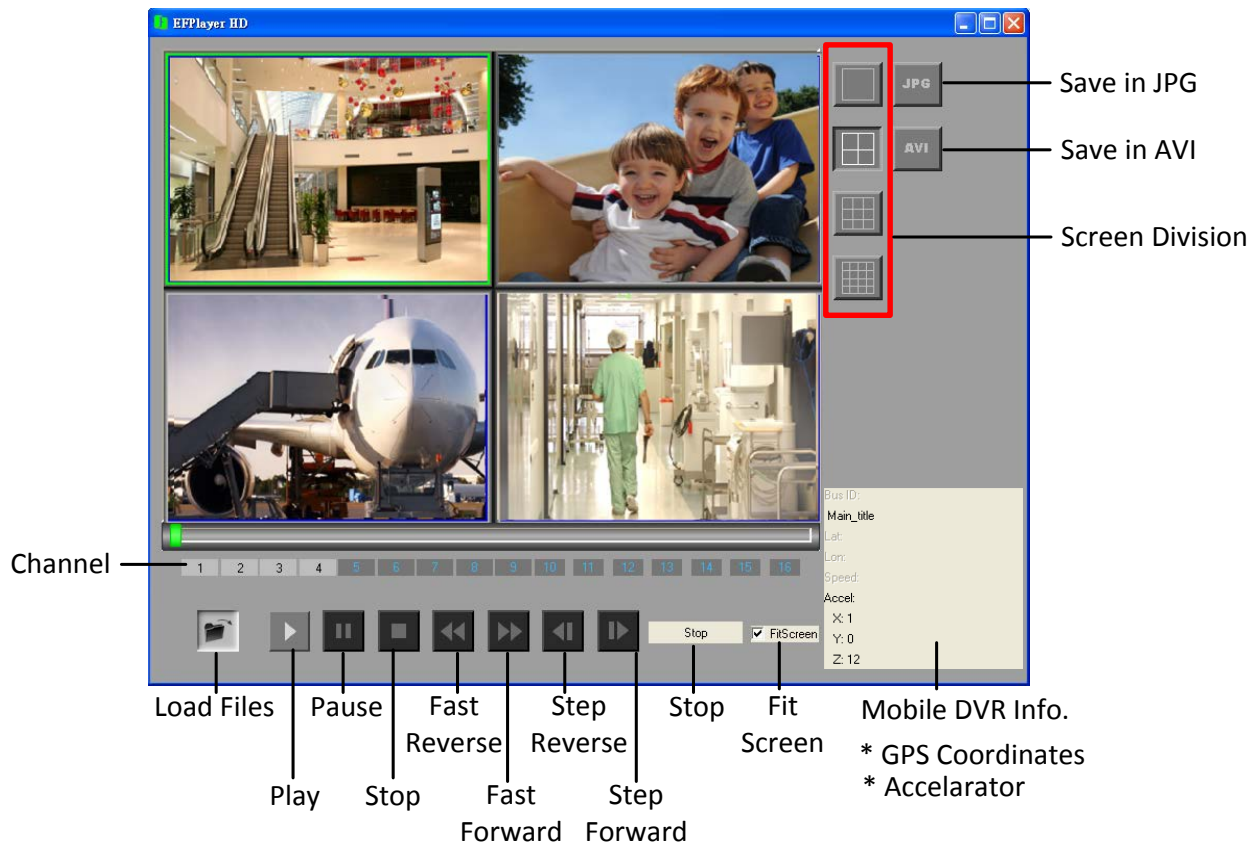 EFPlayer HD
JPG
Save in JPG
AVI
Save in AVI
Screen Division
Bus ID:
Main_title
Lat:
Lon:
Speed:
Accel:
X: 1
Y: 0
Z: 12
Channel
1 2 3 4 5 6 7 8 9 10 11 12 13 14 15 16
Stop
FitScreen
Load Files
Pause
Fast
Reverse
Step
Reverse
Stop
Fit
Screen
Mobile DVR Info.
* GPS Coordinates
* Accelarator
Play
Stop
Fast
Forward
Step
Forward